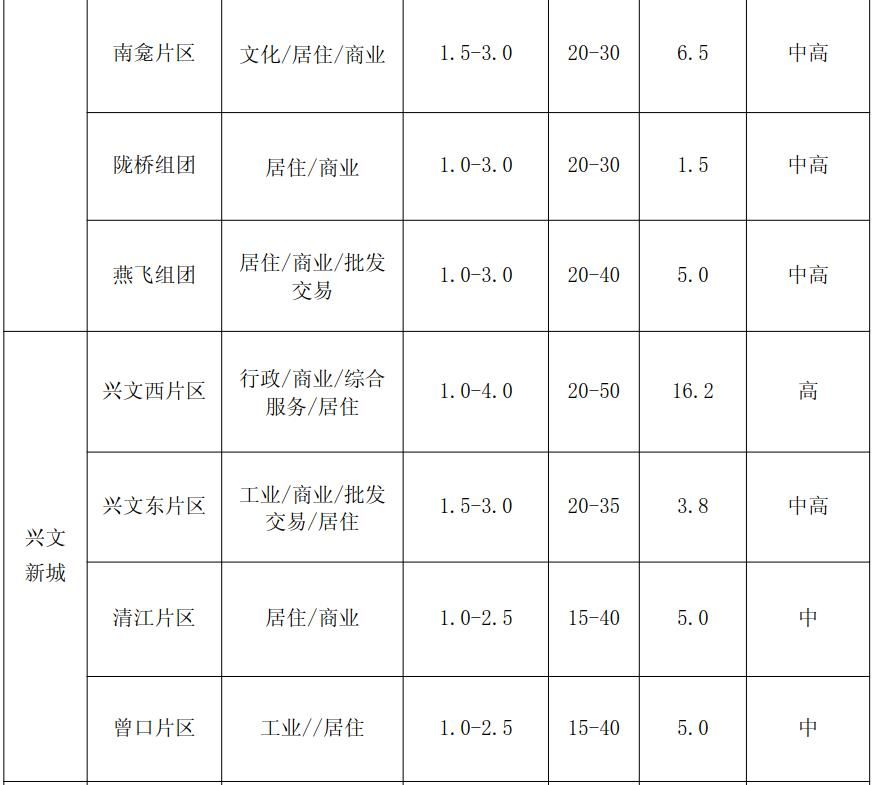 南龛片区 文化/居住/商业 1.5-3.0 20-30 6.5 中高
陇桥组团 居住/商业 1.0-3.0 20-30 1.5 中高
燕飞组团 居住/商业/批发
交易 1.0-3.0 20-40 5.0 中高
兴文
新城
兴文西片区 行政/商业/综合
服务/居住 1.0-4.0 20-50 16.2 高
兴文东片区 工业/商业/批发
交易/居住 1.5-3.0 20-35 3.8 中高
清江片区 居住/商业 1.0-2.5 15-40 5.0 中
曾口片区 工业//居住 1.0-2.5 15-40 5.0 中